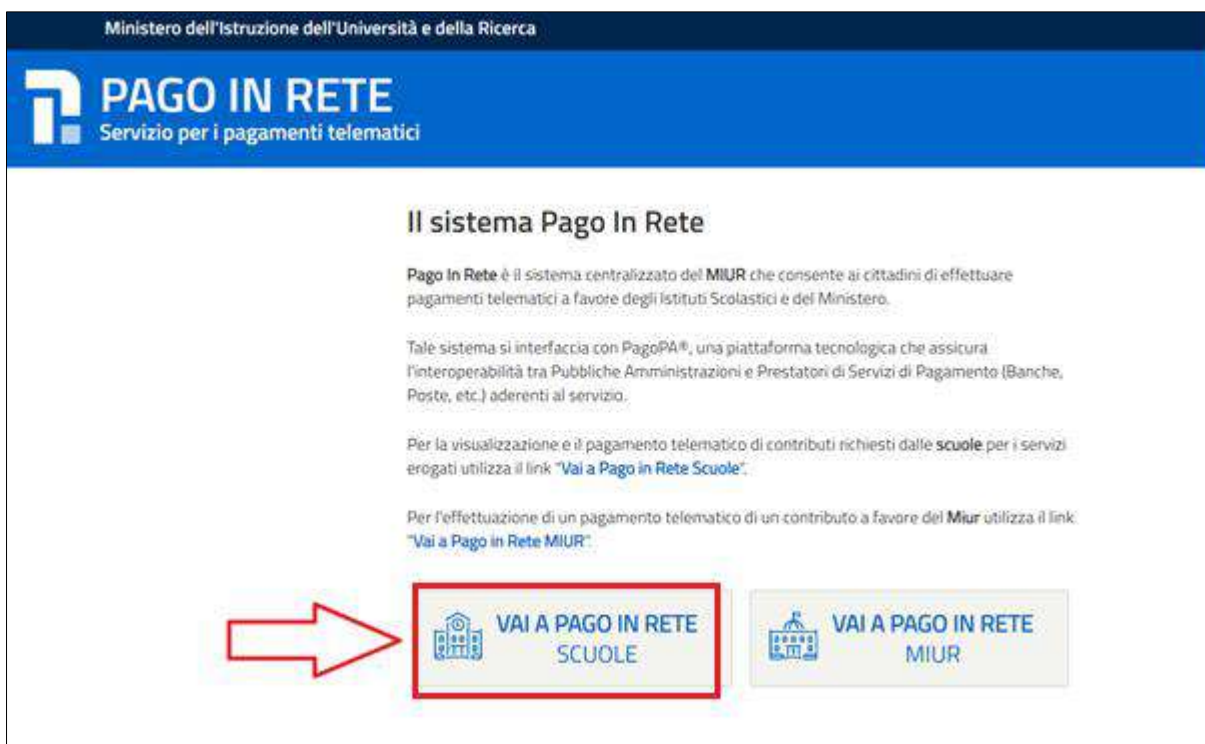 Ministero dell'Istruzione dell'Università e della Ricerca
PAGO IN RETE
Servizio per i pagamenti telematici
Il sistema Pago In Rete
Pago In Rete è il sistema centralizzato del MIUR che consente ai cittadini di effettuare
pagamenti telematici a favore degli Istituti Scolastici e del Ministero.
Tale sistema si interfaccia con PagoPA®, una piattaforma tecnologica che assicura
l'interoperabilità tra Pubbliche Amministrazioni e Prestatori di Servizi di Pagamento (Banche,
Poste, etc.) aderenti al servizio.
Per la visualizzazione e il pagamento telematico di contributi richiesti dalle scuole per i servizi
erogati utilizza il link "Vai a Pago in Rete Scuole".
Per l'effettuazione di un pagamento telematico di un contributo a favore del Miur utilizza il link
"Vai a Pago in Rete MIUR".
VAI A PAGO IN RETE
SCUOLE
VAI A PAGO IN RETE
MIUR